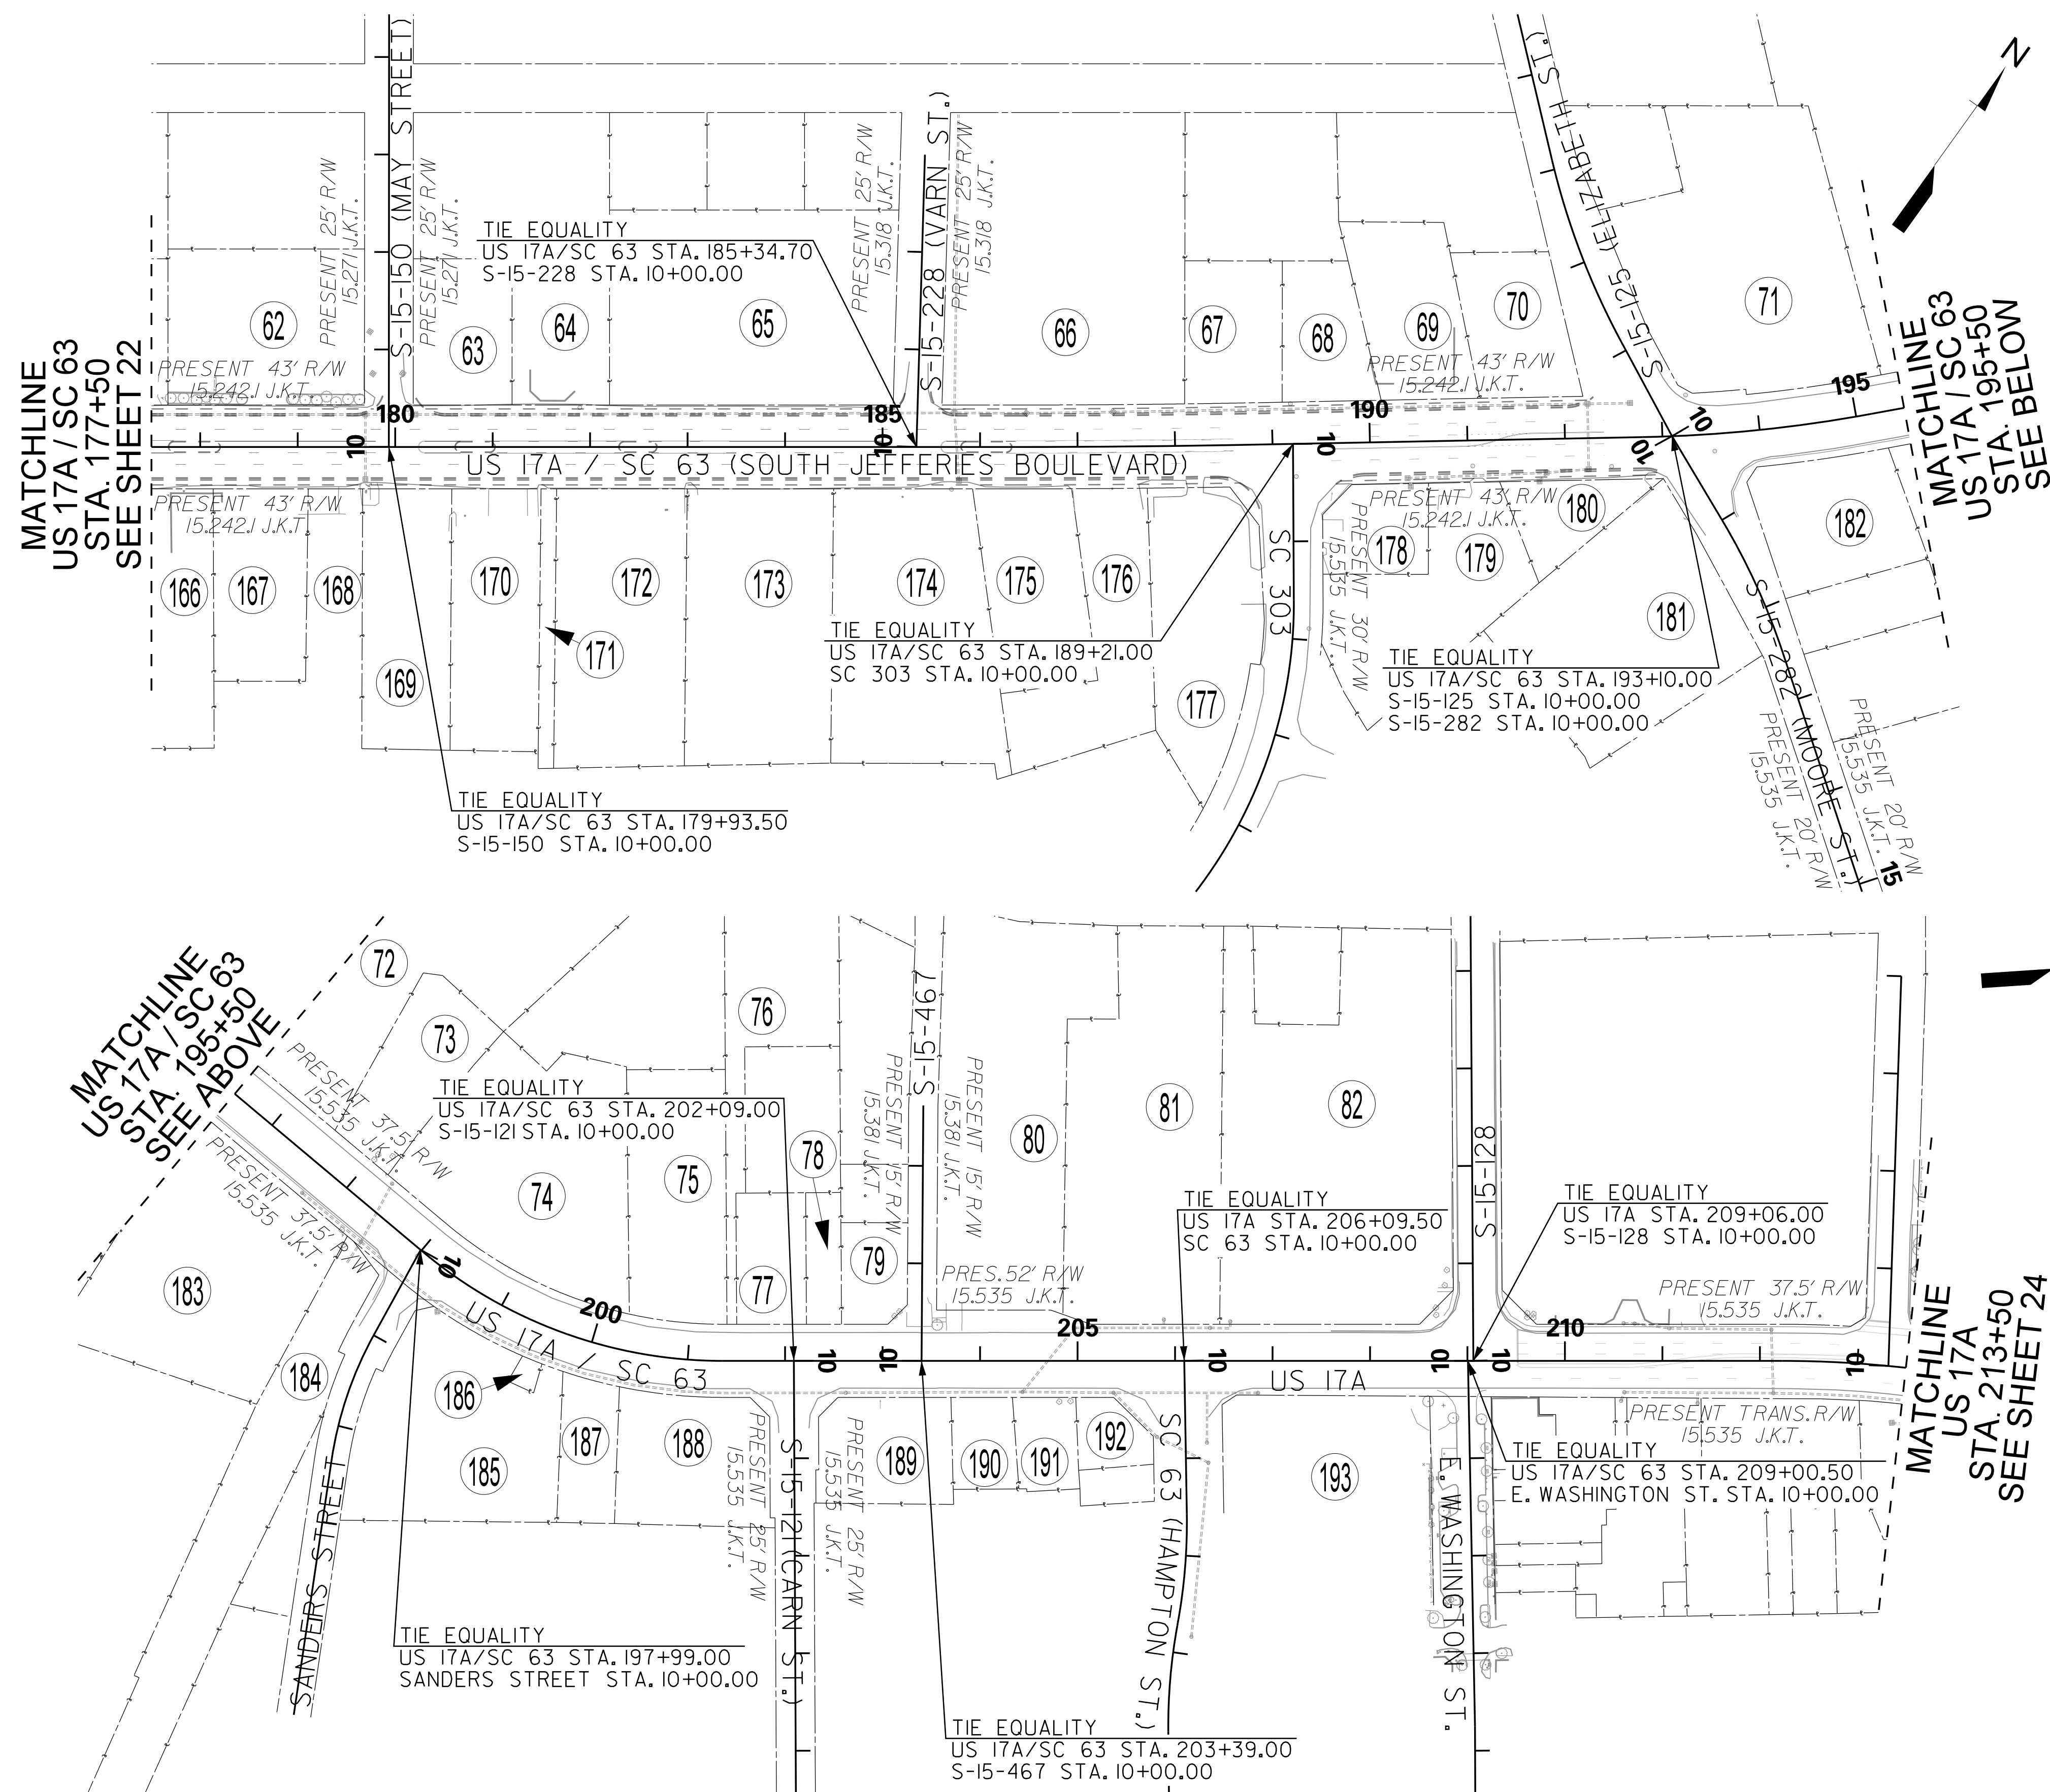 MATCHLINE
US 17A / SC 63
STA. 177+50
SEE SHEET 22
S-15-150 (MAY STREET)
PRESENT 25' R/W
15.271 J.K.T.
PRESENT 25' R/W
15.271 J.K.T.
TIE EQUALITY
US 17A/SC 63 STA. 185+34.70
S-15-228 STA. 10+00.00
PRESENT 25' R/W
15.318 J.K.T.
S-15-228 (VARN ST.)
PRESENT 25' R/W
15.318 J.K.T.
S-15-125 (ELIZABETH ST.)
N
62
63
64
65
66
67
68
69
70
71
PRESENT 43' R/W
15.242.1 J.K.T.
PRESENT 43' R/W
15.242.1 J.K.T.
180
185
190
195
10
10
10
10
10
US 17A / SC 63 (SOUTH JEFFERIES BOULEVARD)
MATCHLINE
US 17A / SC 63
STA. 195+50
SEE BELOW
PRESENT 43' R/W
15.242.1 J.K.T.
PRESENT 43' R/W
15.242.1 J.K.T.
166
167
168
169
170
171
172
173
174
175
176
177
178
179
180
181
182
SC 303
PRESENT 30' R/W
15.535 J.K.T.
TIE EQUALITY
US 17A/SC 63 STA. 189+21.00
SC 303 STA. 10+00.00
TIE EQUALITY
US 17A/SC 63 STA. 193+10.00
S-15-125 STA. 10+00.00
S-15-282 STA. 10+00.00
S-15-282 (MOORE ST.)
PRESENT 20' R/W
15.535 J.K.T.
PRESENT 20' R/W
15.535 J.K.T.
15
TIE EQUALITY
US 17A/SC 63 STA. 179+93.50
S-15-150 STA. 10+00.00
MATCHLINE
US 17A / SC 63
STA. 195+50
SEE ABOVE
72
73
74
75
76
77
78
79
80
81
82
PRESENT 37.5' R/W
15.535 J.K.T.
PRESENT 37.5' R/W
15.535 J.K.T.
TIE EQUALITY
US 17A/SC 63 STA. 202+09.00
S-15-121 STA. 10+00.00
S-15-467
PRESENT 15' R/W
15.381 J.K.T.
PRESENT 15' R/W
15.381 J.K.T.
PRES. 52' R/W
15.535 J.K.T.
TIE EQUALITY
US 17A STA. 206+09.50
SC 63 STA. 10+00.00
S-15-128
TIE EQUALITY
US 17A STA. 209+06.00
S-15-128 STA. 10+00.00
PRESENT 37.5' R/W
15.535 J.K.T.
10
200
205
210
10
10
10
10
10
10
US 17A / SC 63
US 17A
MATCHLINE
US 17A
STA. 213+50
SEE SHEET 24
183
184
185
186
187
188
189
190
191
192
193
SANDERS STREET
PRESENT 25' R/W
15.535 J.K.T.
S-15-121 (CARN ST.)
PRESENT 25' R/W
15.535 J.K.T.
SC 63 (HAMPTON ST.)
E. WASHINGTON ST.
PRESENT TRANS. R/W
15.535 J.K.T.
TIE EQUALITY
US 17A/SC 63 STA. 209+00.50
E. WASHINGTON ST. STA. 10+00.00
TIE EQUALITY
US 17A/SC 63 STA. 197+99.00
SANDERS STREET STA. 10+00.00
TIE EQUALITY
US 17A/SC 63 STA. 203+39.00
S-15-467 STA. 10+00.00